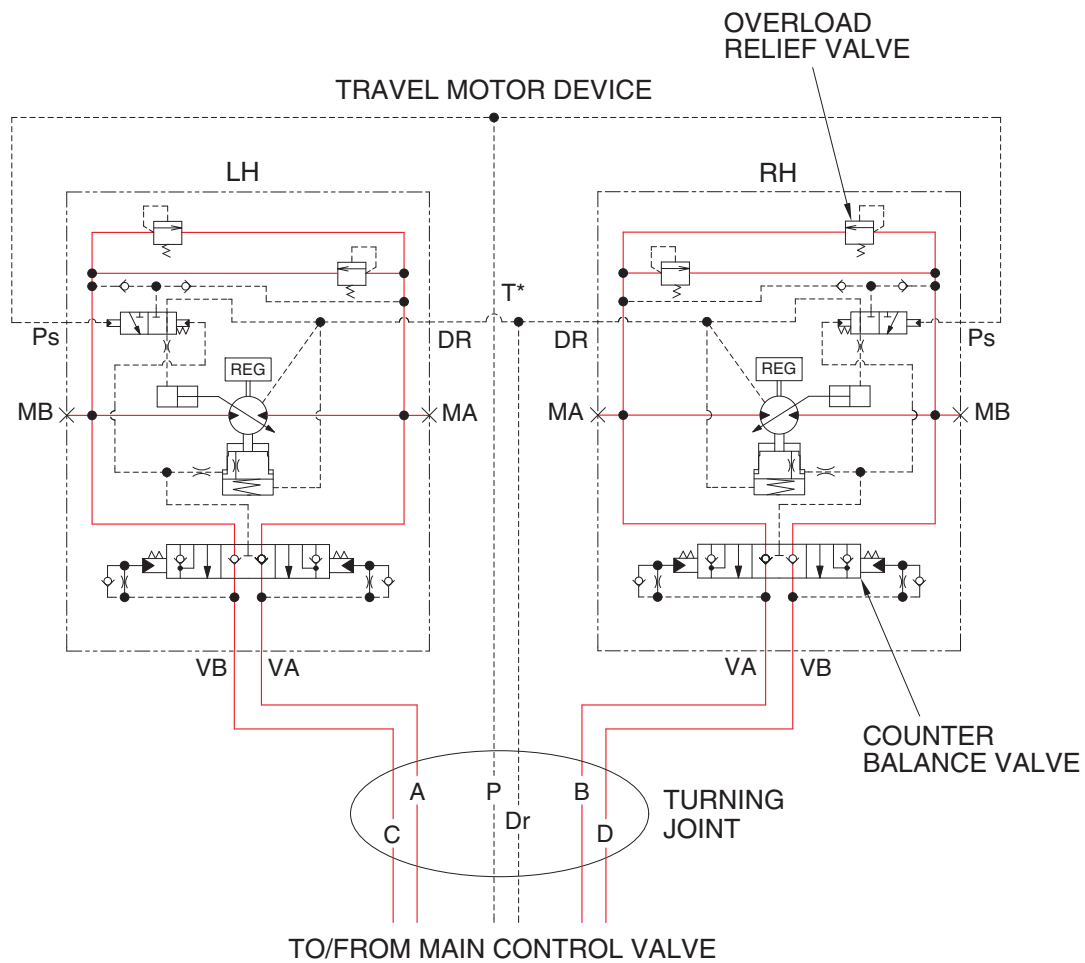 OVERLOAD
RELIEF VALVE
TRAVEL MOTOR DEVICE
LH
RH
T*
Ps
DR
DR
Ps
REG
REG
MB
MA
MA
MB
VB
VA
VA
VB
COUNTER
BALANCE VALVE
A
P
B
TURNING
JOINT
C
Dr
D
TO/FROM MAIN CONTROL VALVE